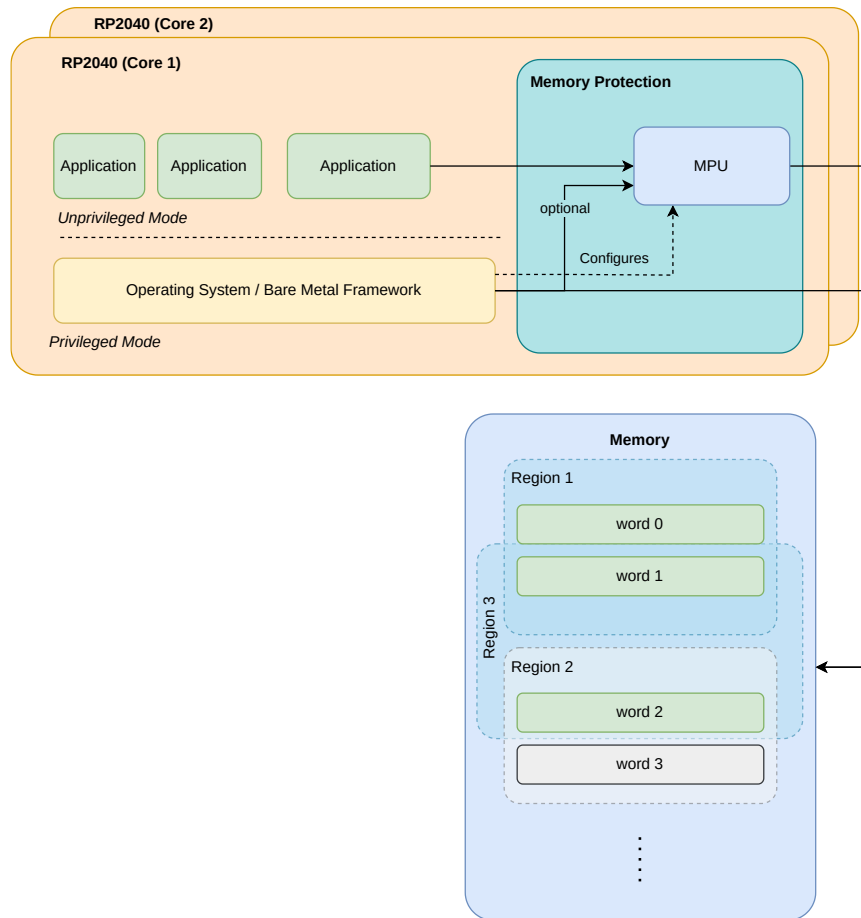 RP2040 (Core 2)
RP2040 (Core 1)
Memory Protection
Application
Application
Application
MPU
optional
Unprivileged Mode
Configures
Operating System / Bare Metal Framework
Privileged Mode
Memory
Region 1
word 0
word 1
Region 3
Region 2
word 2
word 3